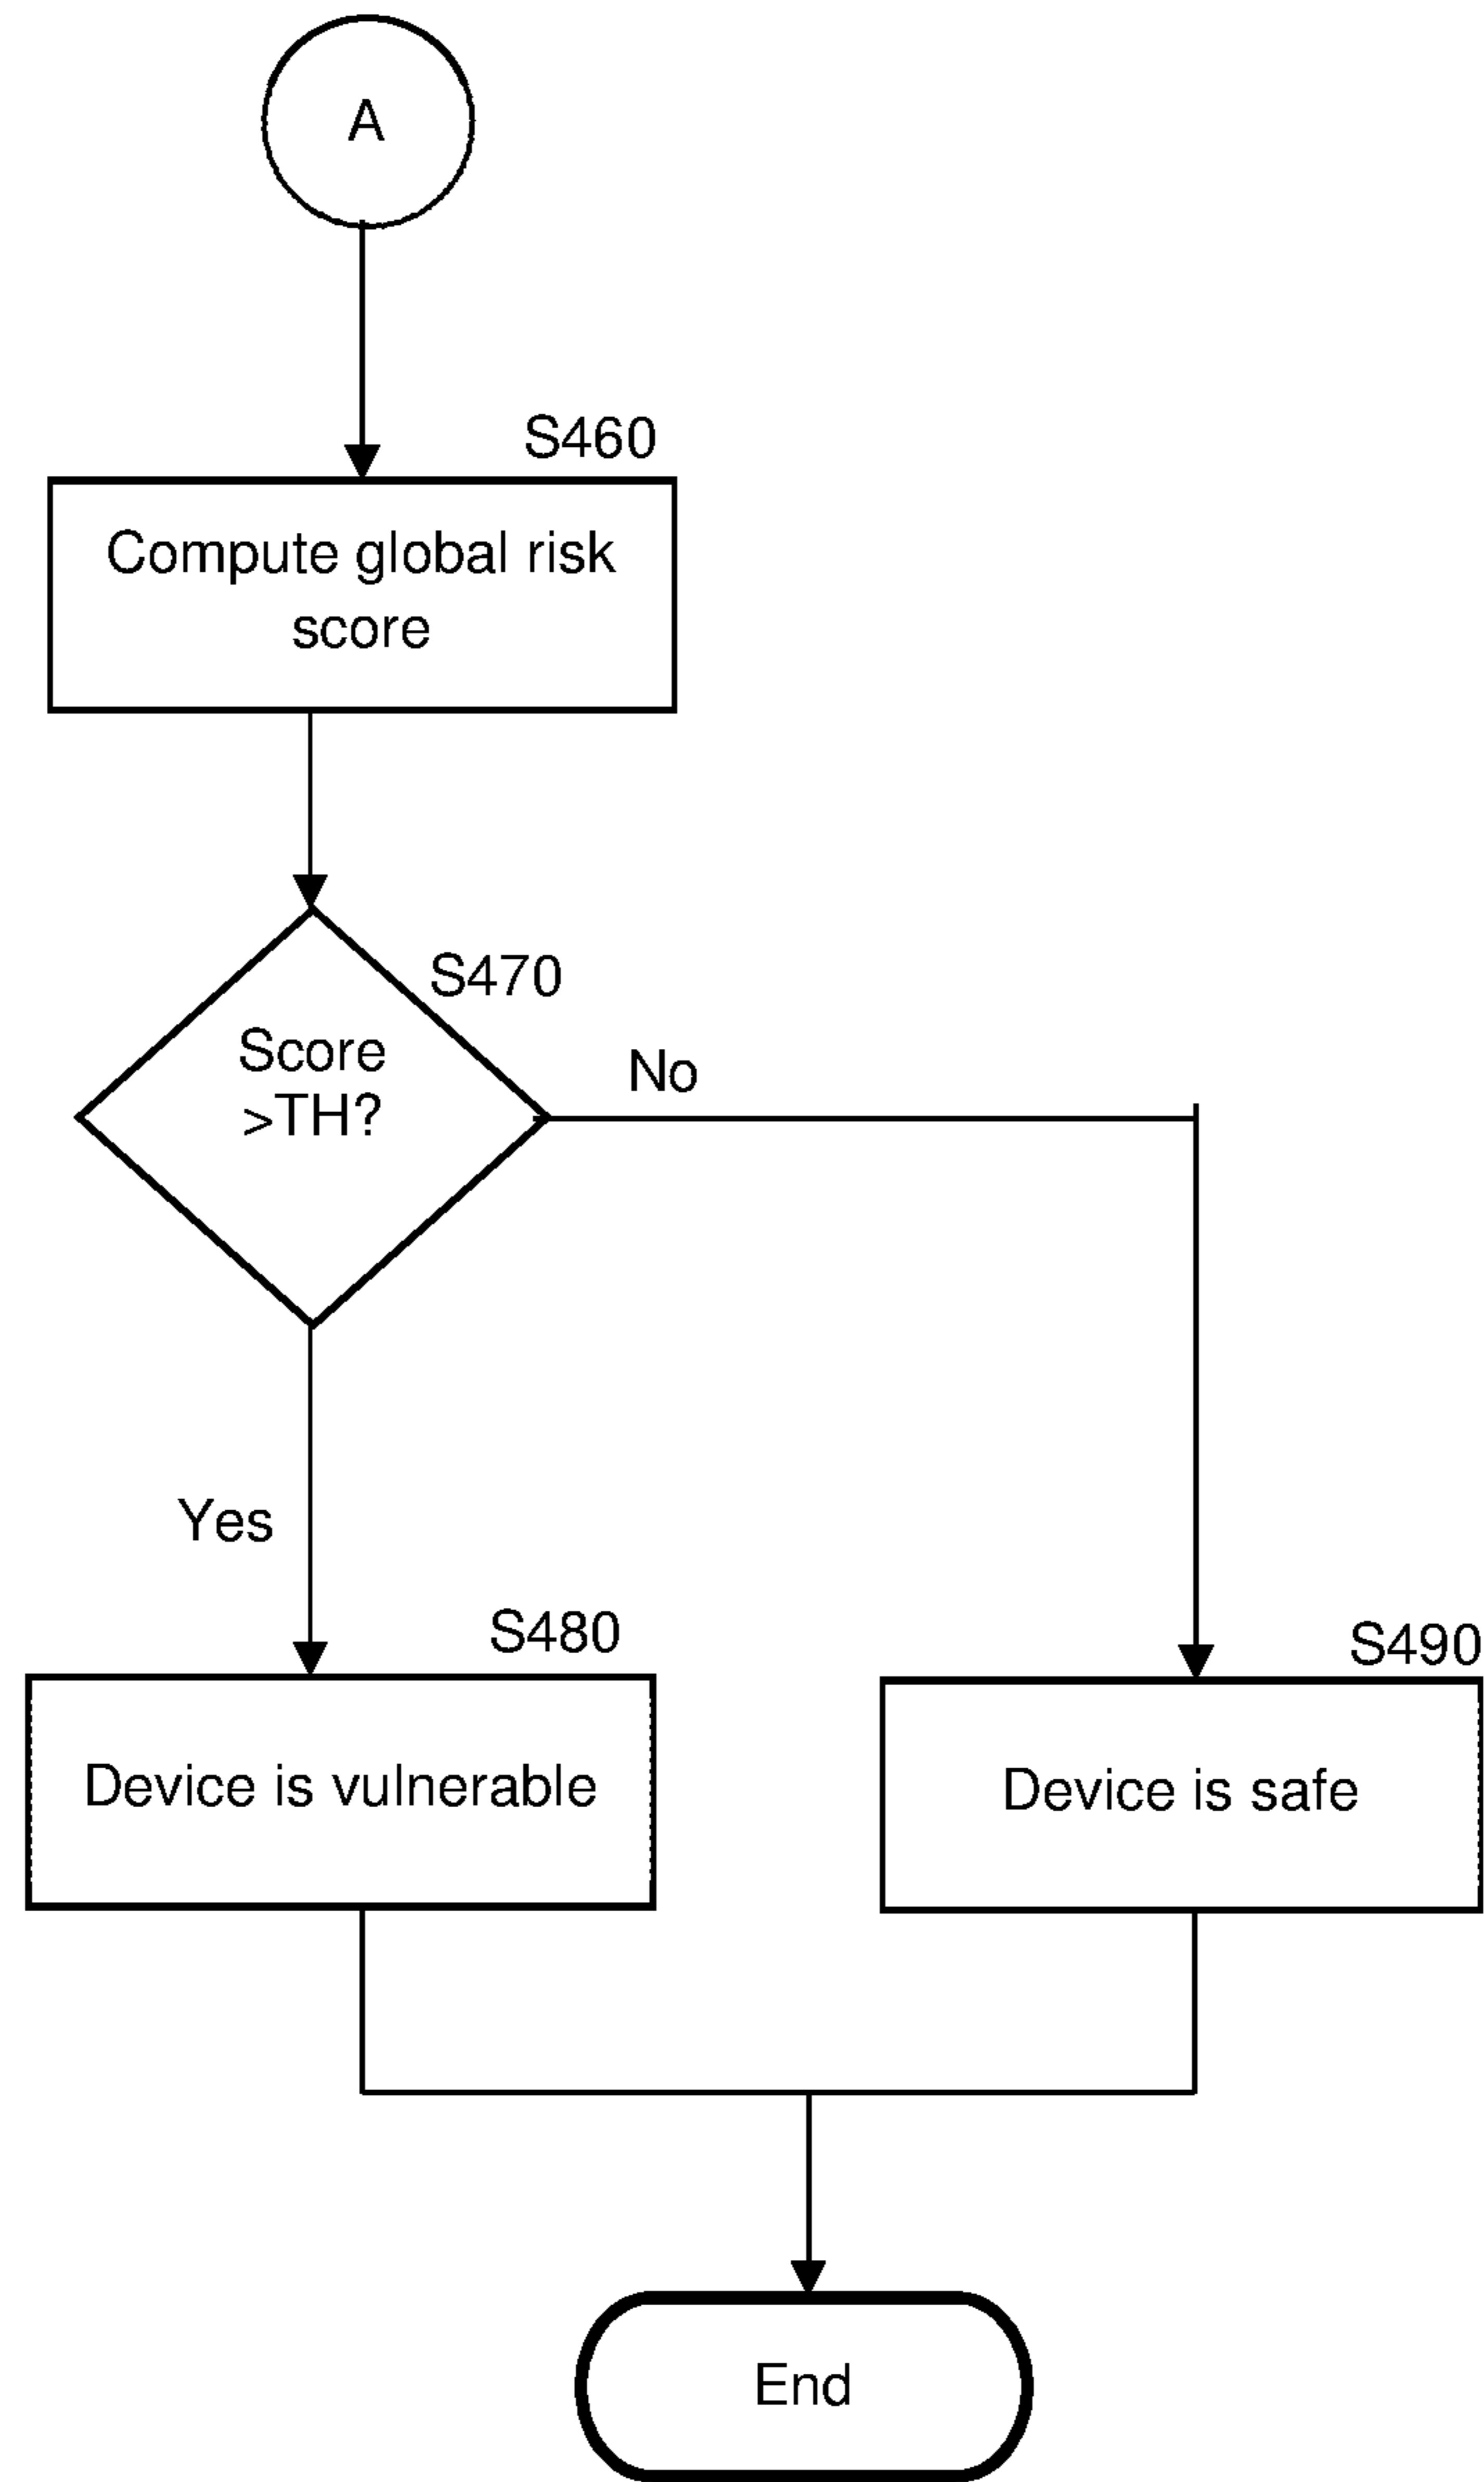 A
S460
Compute global risk
score
S470
Score
>TH?
No
Yes
S480
S490
Device is vulnerable
Device is safe
End